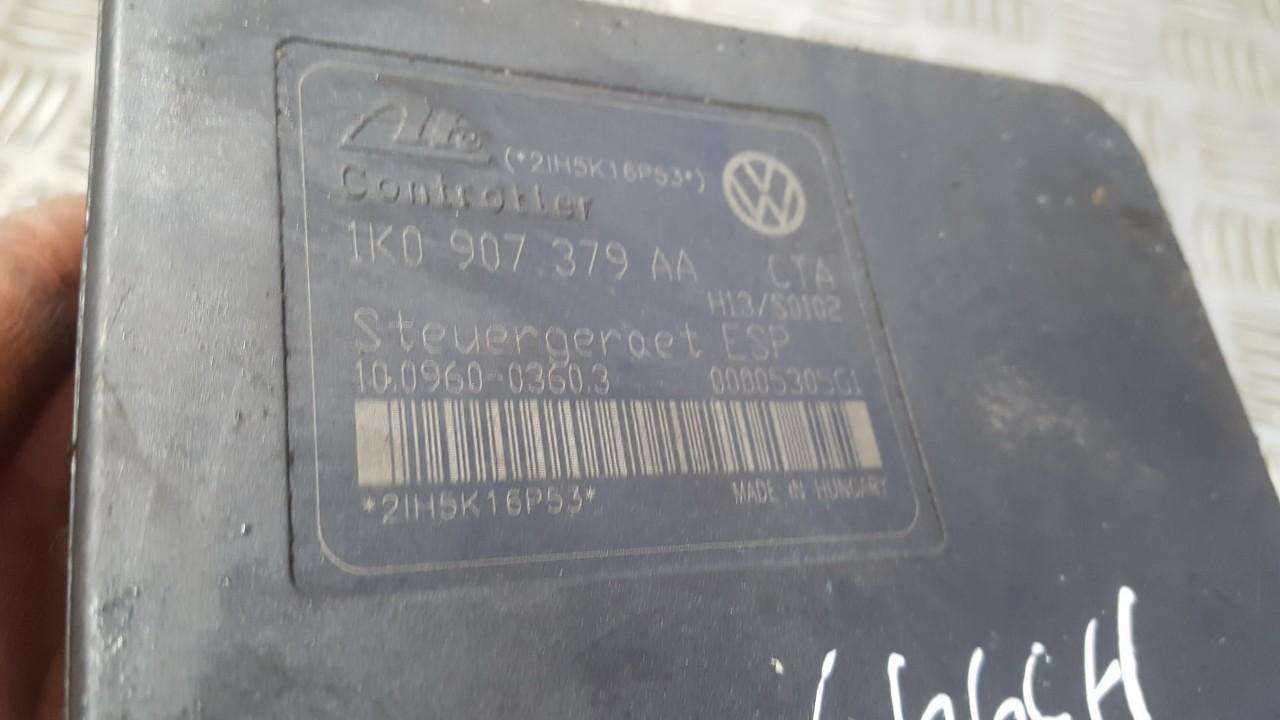 Ate (*2IH5K16P53*)
Controller
1K0 907 379 AA CTA
H13/S0102
Steuergeraet ESP
10.0960-0360.3 00005305G1
*2IH5K16P53* MADE IN HUNGARY